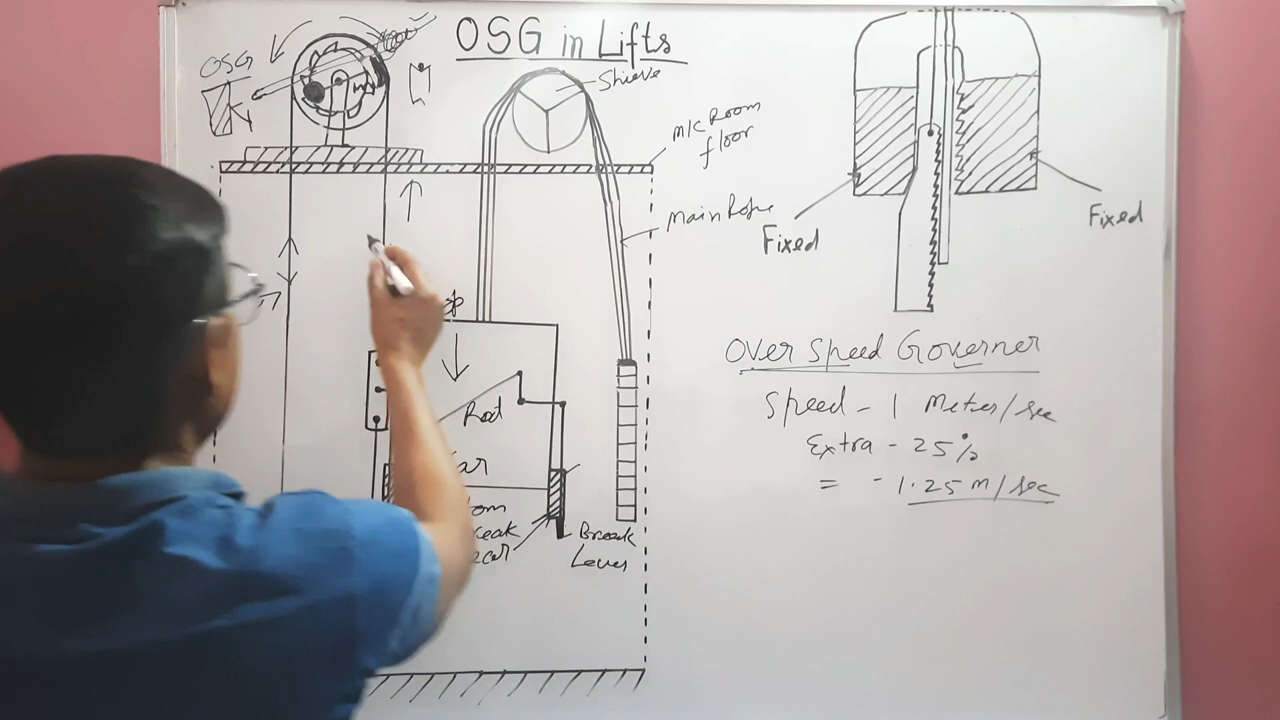 OSG in Lifts
OSG
Shieve
M/C Room
floor
Main Rope
Fixed
Fixed
Over Speed Governer
Speed - 1 Meter/sec
Extra - 25%
= - 1.25 m/sec
Rod
Break
Lever